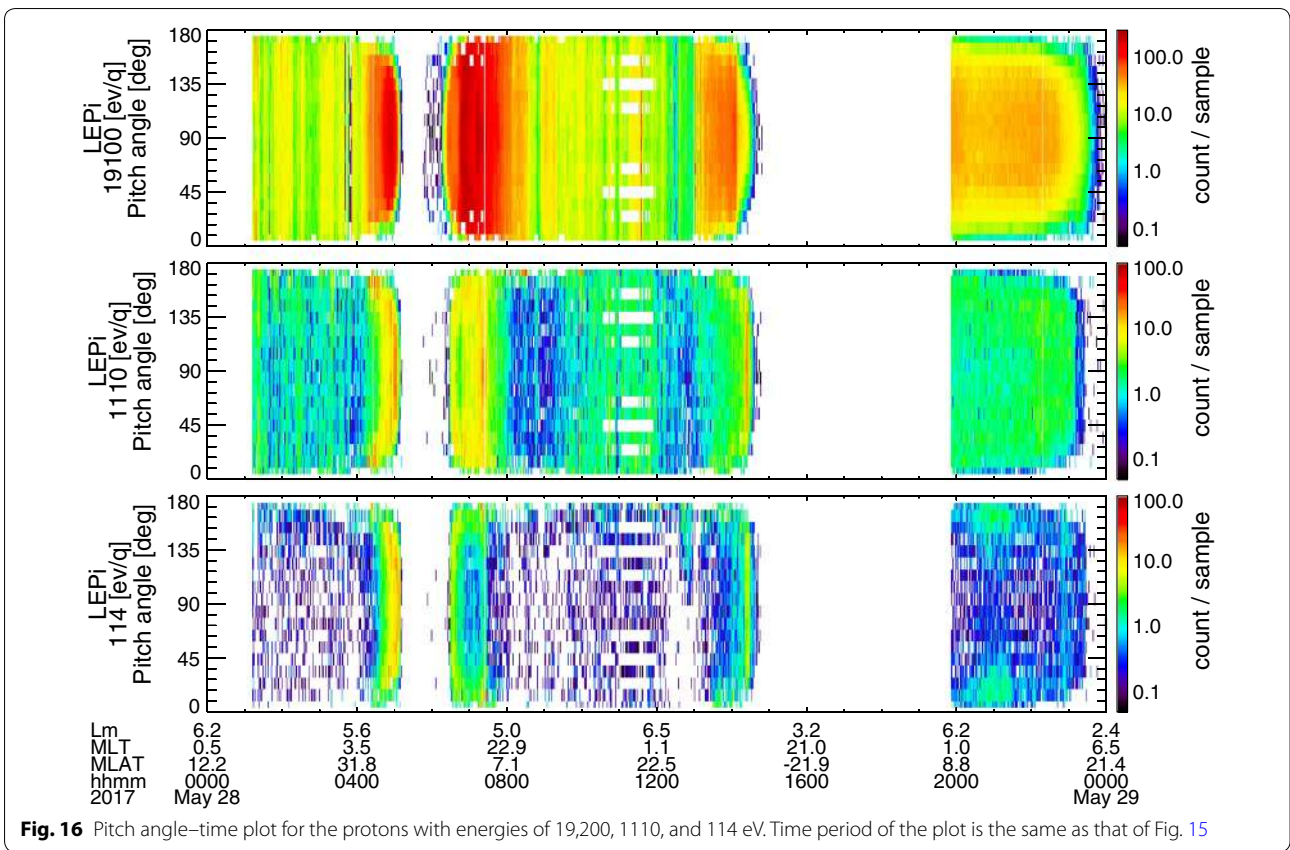 180
135
90
45
0
LEPi
19100 [ev/q]
Pitch angle [deg]
100.0
10.0
1.0
0.1
count / sample
180
135
90
45
0
LEPi
1110 [ev/q]
Pitch angle [deg]
100.0
10.0
1.0
0.1
count / sample
180
135
90
45
0
LEPi
114 [ev/q]
Pitch angle [deg]
100.0
10.0
1.0
0.1
count / sample
Lm 6.2 5.6 5.0 6.5 3.2 6.2 2.4
MLT 0.5 3.5 22.9 1.1 21.0 1.0 6.5
MLAT 12.2 31.8 7.1 22.5 -21.9 8.8 21.4
hhmm 0000 0400 0800 1200 1600 2000 0000
2017 May 28 May 29
Fig. 16 Pitch angle–time plot for the protons with energies of 19,200, 1110, and 114 eV. Time period of the plot is the same as that of Fig. 15